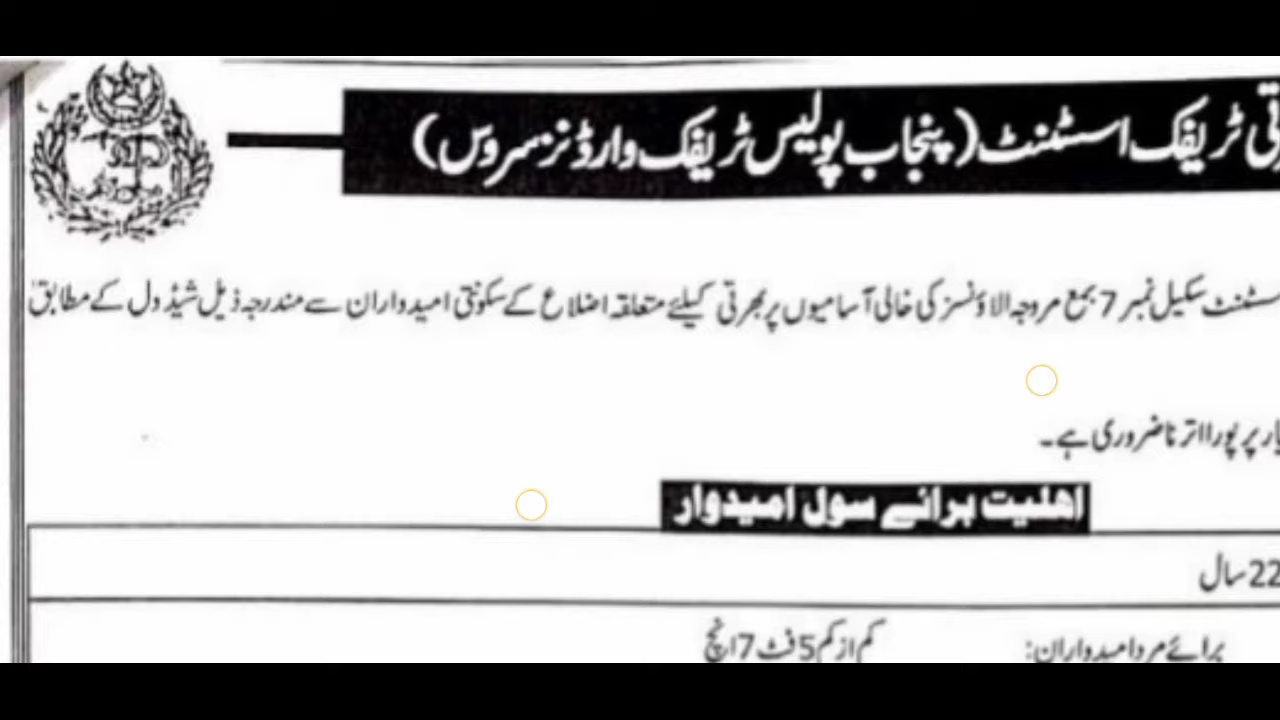 ٹریفک اسسٹنٹ (پنجاب پولیس ٹریفک وارڈنز سروس)
سکیل نمبر 7 بمع مروجہ الاؤنسز کی خالی آسامیوں پر بھرتی کیلئے متعلقہ اضلاع کے سکونتی امیدواران سے مندرجہ ذیل شیڈول کے مطابق
پر پورا اترنا ضروری ہے۔
اہلیت برائے سول امیدوار
22 سال
برائے مرد امیدواران: کم از کم 5 فٹ 7 انچ